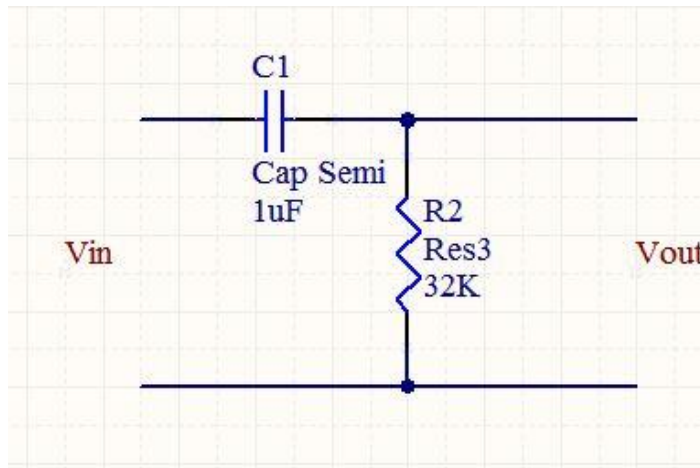 C1
Cap Semi
1uF
R2
Res3
32K
Vin
Vout